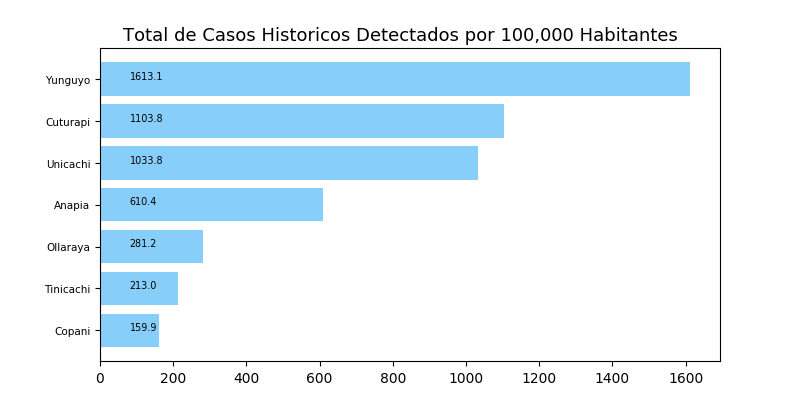 Total de Casos Historicos Detectados por 100,000 Habitantes
Yunguyo 1613.1
Cuturapi 1103.8
Unicachi 1033.8
Anapia 610.4
Ollaraya 281.2
Tinicachi 213.0
Copani 159.9
0 200 400 600 800 1000 1200 1400 1600